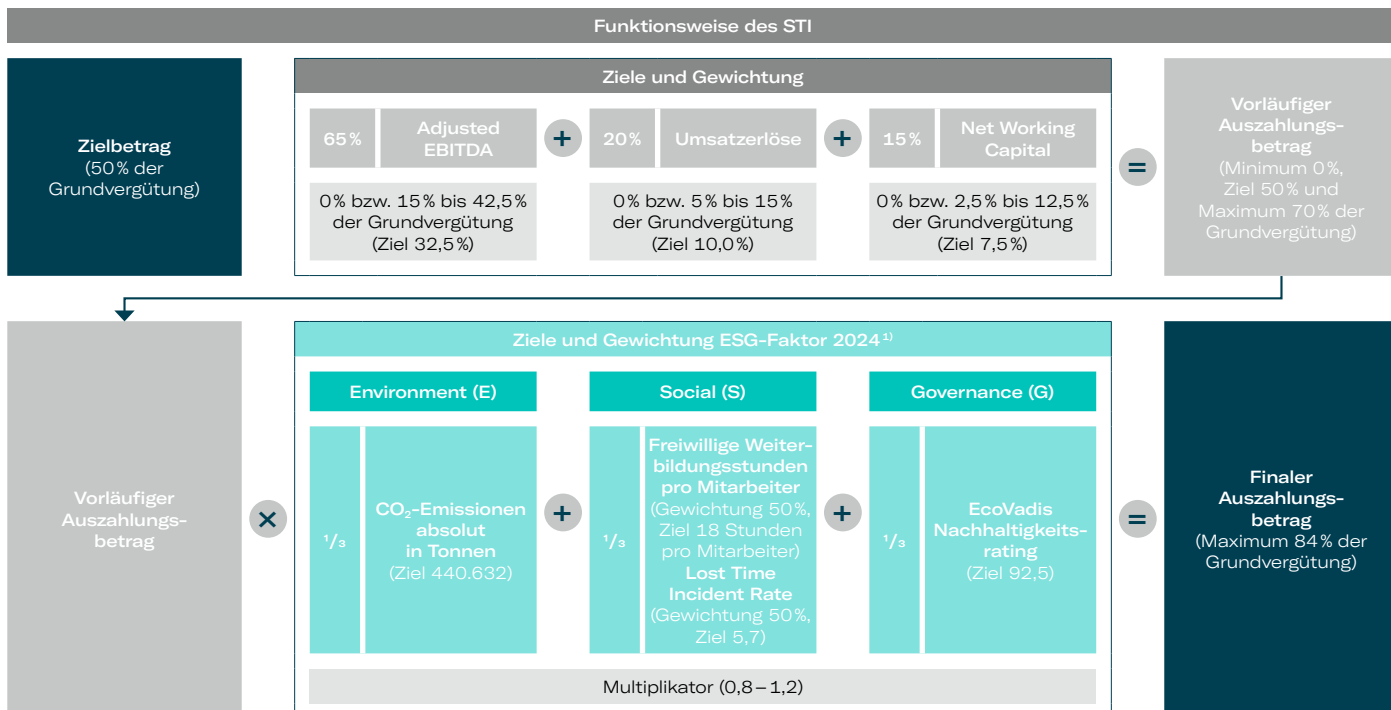 Funktionsweise des STI
Zielbetrag
(50 % der
Grundvergütung)
Ziele und Gewichtung
65 %
Adjusted
EBITDA
+
20 %
Umsatzerlöse
+
15 %
Net Working
Capital
0 % bzw. 15 % bis 42,5 %
der Grundvergütung
(Ziel 32,5 %)
0 % bzw. 5 % bis 15 %
der Grundvergütung
(Ziel 10,0 %)
0 % bzw. 2,5 % bis 12,5 %
der Grundvergütung
(Ziel 7,5 %)
=
Vorläufiger
Auszahlungs-
betrag
(Minimum 0 %,
Ziel 50 % und
Maximum 70 % der
Grundvergütung)
Vorläufiger
Auszahlungs-
betrag
×
Ziele und Gewichtung ESG-Faktor 2024¹⁾
Environment (E)
Social (S)
Governance (G)
¹/₃
CO₂-Emissionen
absolut
in Tonnen
(Ziel 440.632)
+
¹/₃
Freiwillige Weiter-
bildungsstunden
pro Mitarbeiter
(Gewichtung 50 %,
Ziel 18 Stunden
pro Mitarbeiter)
Lost Time
Incident Rate
(Gewichtung 50 %,
Ziel 5,7)
+
¹/₃
EcoVadis
Nachhaltigkeits-
rating
(Ziel 92,5)
Multiplikator (0,8 – 1,2)
=
Finaler
Auszahlungs-
betrag
(Maximum 84 % der
Grundvergütung)